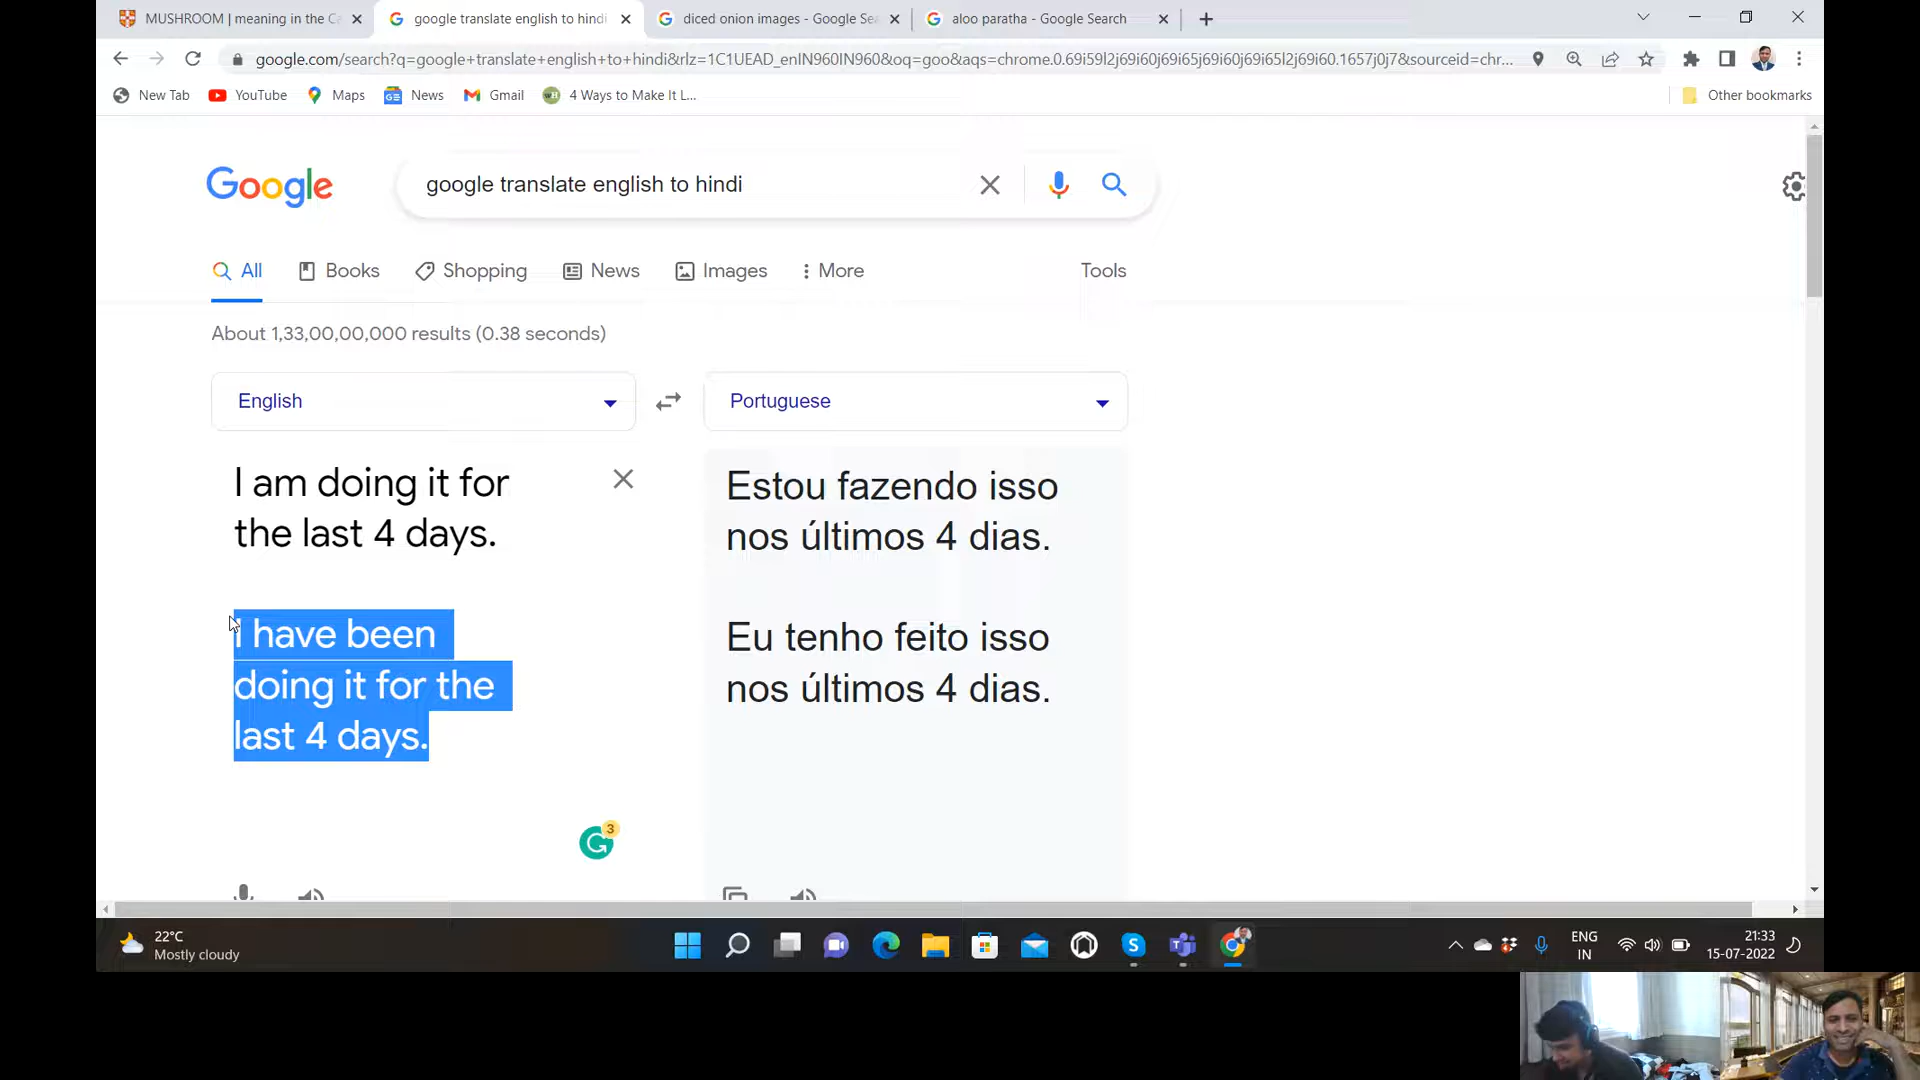 MUSHROOM | meaning in the Ca
google translate english to hindi
diced onion images - Google Sea
aloo paratha - Google Search
google.com/search?q=google+translate+english+to+hindi&rlz=1C1UEAD_enIN960IN960&oq=goo&aqs=chrome.0.69i59l2j69i60j69i65j69i60j69i65l2j69i60.1657j0j7&sourceid=chr...
New Tab
YouTube
Maps
News
Gmail
4 Ways to Make It L...
Other bookmarks
Google
google translate english to hindi
All
Books
Shopping
News
Images
More
Tools
About 1,33,00,00,000 results (0.38 seconds)
English
Portuguese
I am doing it for
the last 4 days.
I have been
doing it for the
last 4 days.
Estou fazendo isso
nos últimos 4 dias.
Eu tenho feito isso
nos últimos 4 dias.
3
22°C
Mostly cloudy
ENG
IN
21:33
15-07-2022